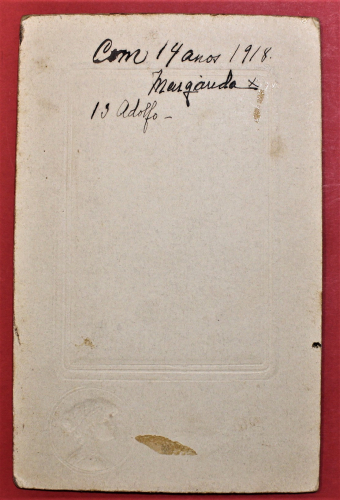 Com 14 anos 1918.
Margarida x
13 Adolfo -